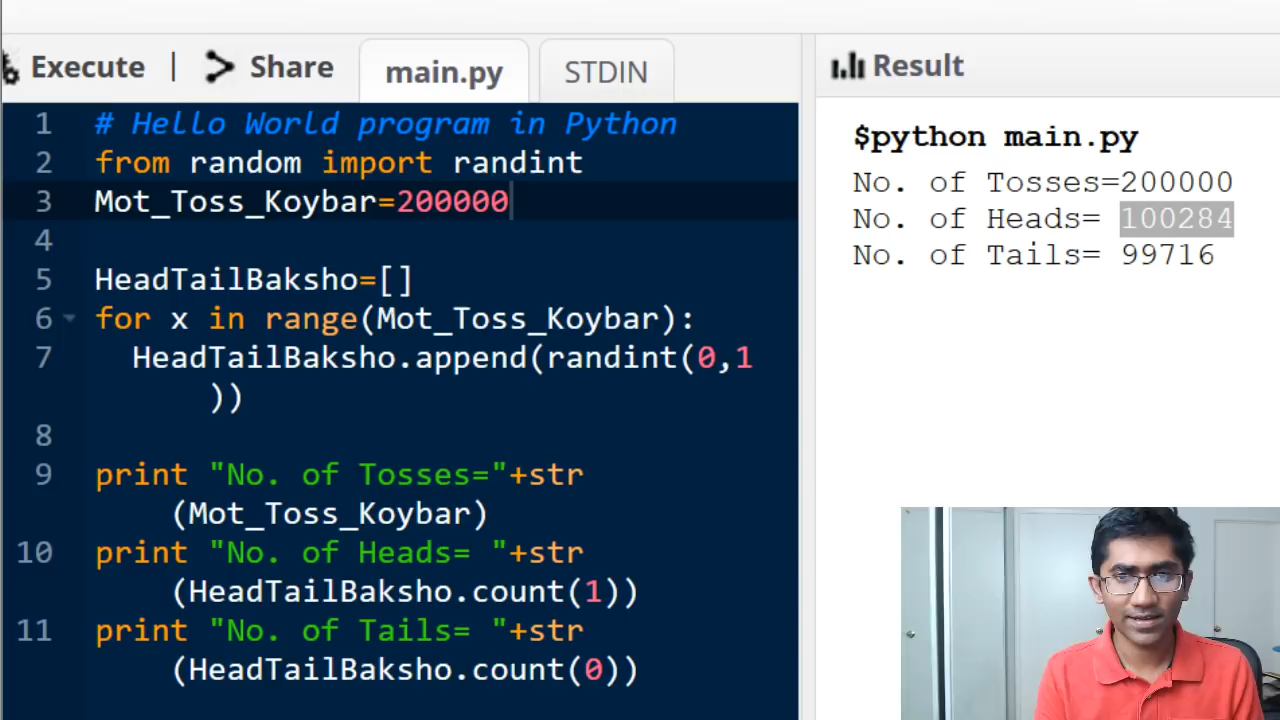 Execute | Share main.py STDIN
Result
1 # Hello World program in Python
2 from random import randint
3 Mot_Toss_Koybar=200000
4
5 HeadTailBaksho=[]
6 for x in range(Mot_Toss_Koybar):
7 HeadTailBaksho.append(randint(0,1
))
8
9 print "No. of Tosses="+str
(Mot_Toss_Koybar)
10 print "No. of Heads= "+str
(HeadTailBaksho.count(1))
11 print "No. of Tails= "+str
(HeadTailBaksho.count(0))
$python main.py
No. of Tosses=200000
No. of Heads= 100284
No. of Tails= 99716